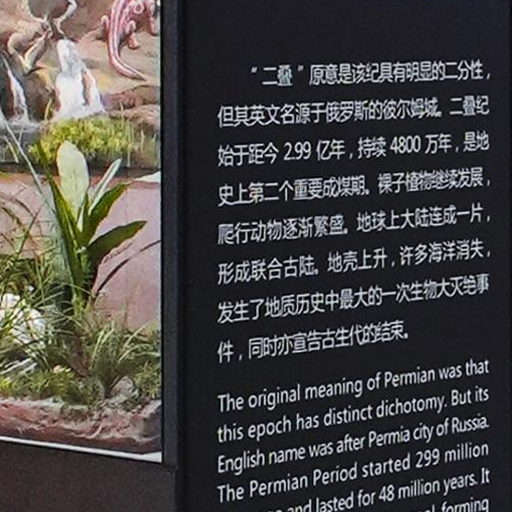 “二叠”原意是该纪具有明显的二分性，
但其英文名源于俄罗斯的彼尔姆城。二叠纪
始于距今 2.99 亿年，持续 4800 万年，是地
史上第二个重要成煤期。裸子植物继续发展，
爬行动物逐渐繁盛。地球上大陆连成一片，
形成联合古陆。地壳上升，许多海洋消失，
发生了地质历史中最大的一次生物大灭绝事
件，同时亦宣告古生代的结束。
The original meaning of Permian was that
this epoch has distinct dichotomy. But its
English name was after Permia city of Russia.
The Permian Period started 299 million
and lasted for 48 million years. It
forming